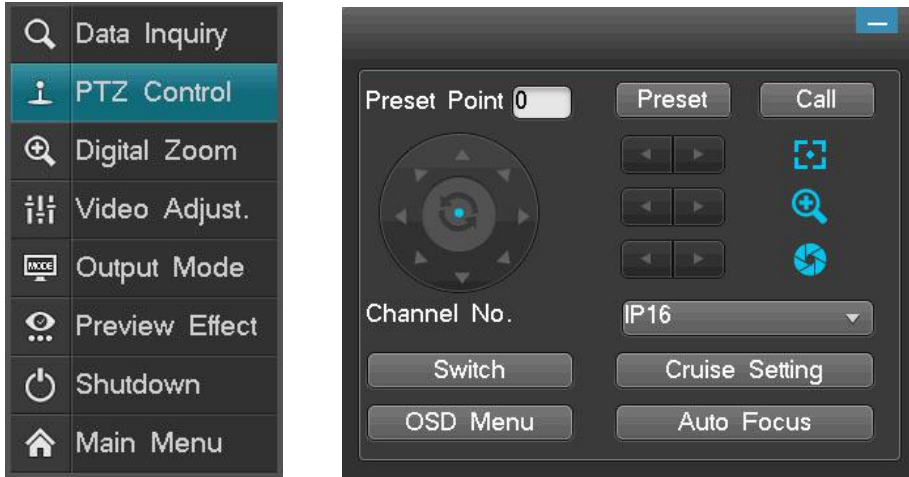 Data Inquiry
PTZ Control
Digital Zoom
Video Adjust.
MODE Output Mode
Preview Effect
Shutdown
Main Menu
Preset Point 0 Preset Call
Channel No. IP16
Switch Cruise Setting
OSD Menu Auto Focus